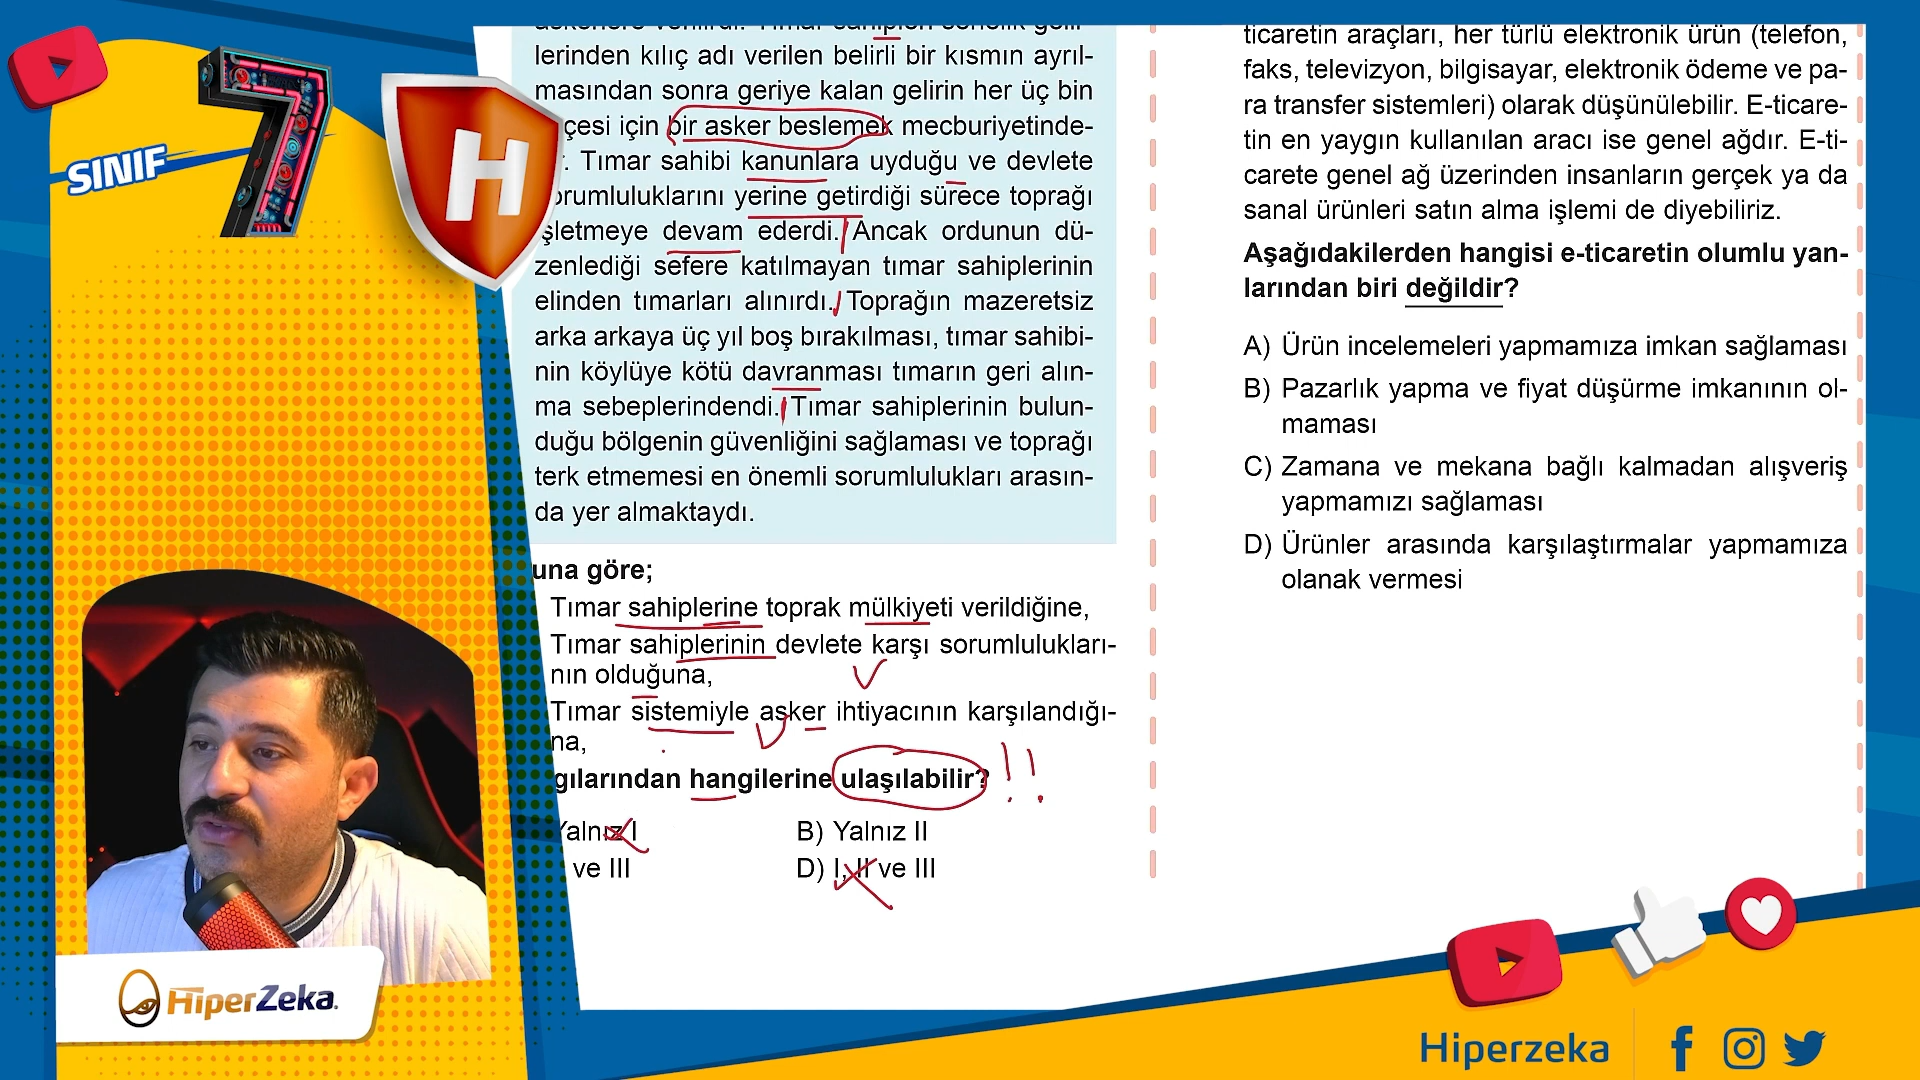 SINIF
7
H
lerinden kılıç adı verilen belirli bir kısmın ayrıl-
masından sonra geriye kalan gelirin her üç bin
çesi için bir asker beslemek mecburiyetinde-
. Tımar sahibi kanunlara uyduğu ve devlete
orumluluklarını yerine getirdiği sürece toprağı
şletmeye devam ederdi. Ancak ordunun dü-
zenlediği sefere katılmayan tımar sahiplerinin
elinden tımarları alınırdı. Toprağın mazeretsiz
arka arkaya üç yıl boş bırakılması, tımar sahibi-
nin köylüye kötü davranması tımarın geri alın-
ma sebeplerindendi. Tımar sahiplerinin bulun-
duğu bölgenin güvenliğini sağlaması ve toprağı
terk etmemesi en önemli sorumlulukları arasın-
da yer almaktaydı.
una göre;
Tımar sahiplerine toprak mülkiyeti verildiğine,
Tımar sahiplerinin devlete karşı sorumlulukları-
nın olduğuna,
Tımar sistemiyle asker ihtiyacının karşılandığı-
na,
gılarından hangilerine ulaşılabilir? !!
Yalnız I
B) Yalnız II
ve III
D) I, II ve III
ticaretin araçları, her türlü elektronik ürün (telefon,
faks, televizyon, bilgisayar, elektronik ödeme ve pa-
ra transfer sistemleri) olarak düşünülebilir. E-ticare-
tin en yaygın kullanılan aracı ise genel ağdır. E-ti-
carete genel ağ üzerinden insanların gerçek ya da
sanal ürünleri satın alma işlemi de diyebiliriz.
Aşağıdakilerden hangisi e-ticaretin olumlu yan-
larından biri değildir?
A) Ürün incelemeleri yapmamıza imkan sağlaması
B) Pazarlık yapma ve fiyat düşürme imkanının ol-
maması
C) Zamana ve mekana bağlı kalmadan alışveriş
yapmamızı sağlaması
D) Ürünler arasında karşılaştırmalar yapmamıza
olanak vermesi
HiperZeka.
Hiperzeka